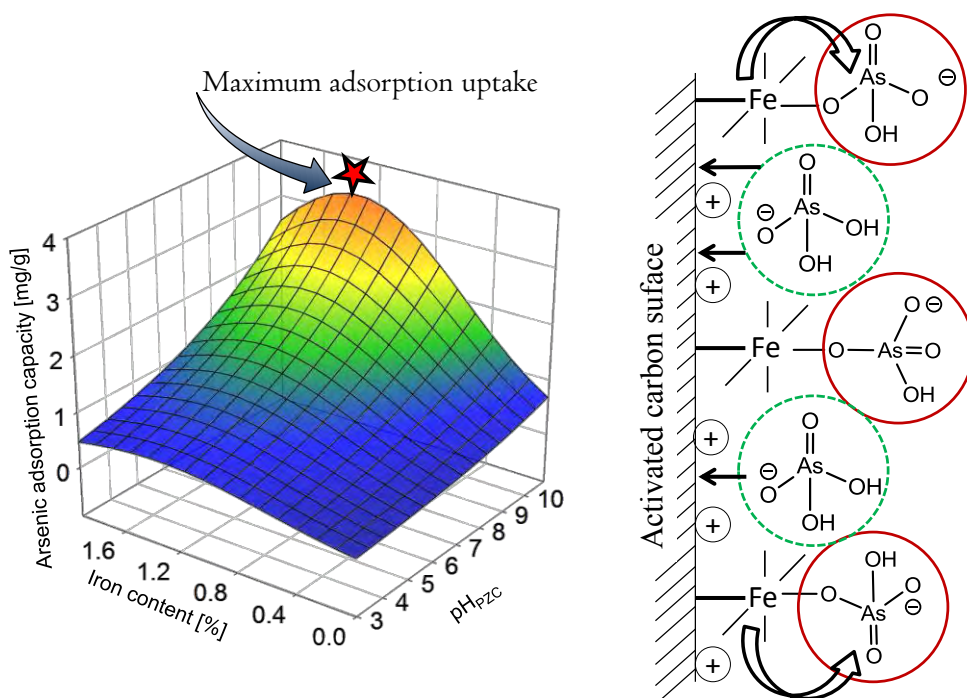 Maximum adsorption uptake
Arsenic adsorption capacity [mg/g]
4
3
2
1
0
1.6
1.2
0.8
0.4
0.0
Iron content [%]
3
4
5
6
7
8
9
10
pHPZC
Activated carbon suface
Fe
O
O
As
O
⊖
OH
+
O
As
⊖
O
OH
OH
+
Fe
O
As
O
⊖
O
OH
+
O
As
⊖
O
OH
OH
+
Fe
O
OH
As
O
⊖
O
+